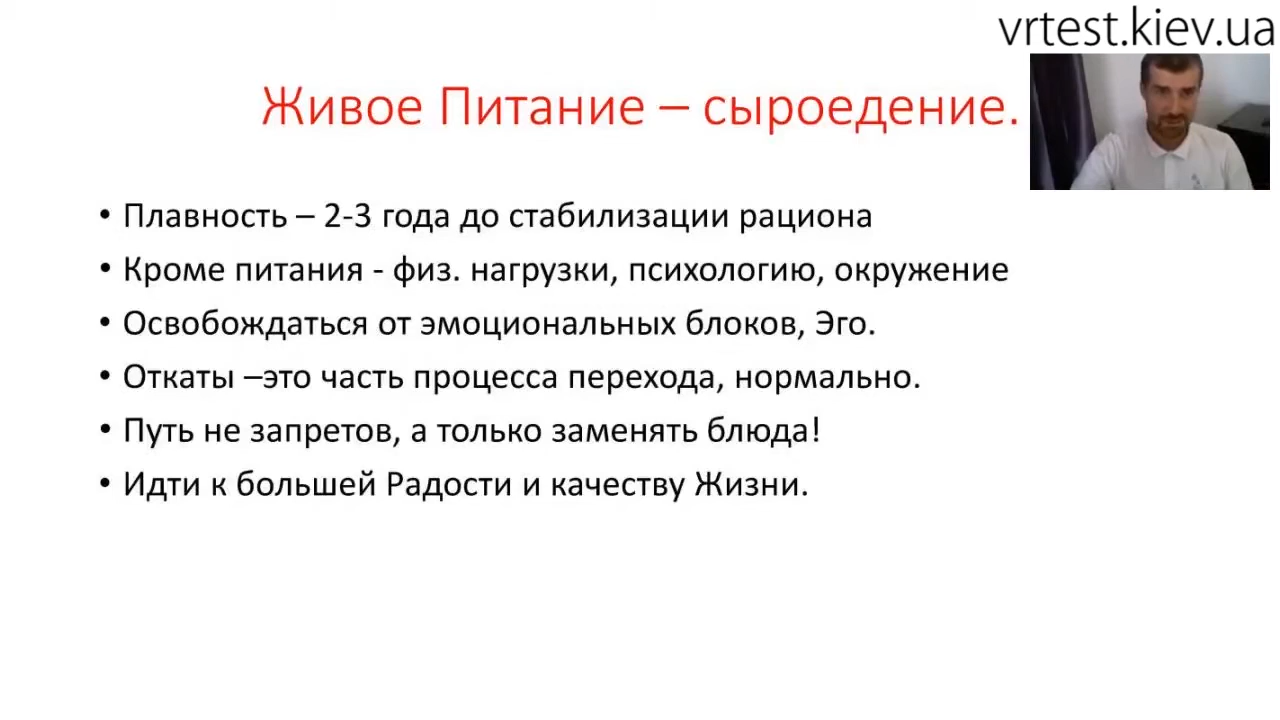 vrtest.kiev.ua
Живое Питание – сыроедение.
• Плавность – 2-3 года до стабилизации рациона
• Кроме питания - физ. нагрузки, психологию, окружение
• Освобождаться от эмоциональных блоков, Эго.
• Откаты –это часть процесса перехода, нормально.
• Путь не запретов, а только заменять блюда!
• Идти к большей Радости и качеству Жизни.